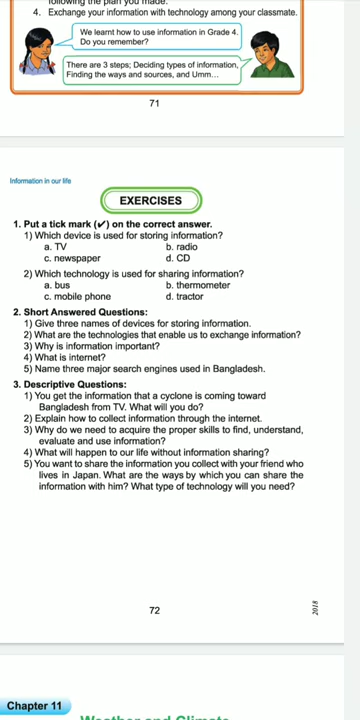 following the plan you made.
4. Exchange your information with technology among your classmate.
We learnt how to use information in Grade 4.
Do you remember?
There are 3 steps; Deciding types of information,
Finding the ways and sources, and Umm...
71
Information in our life
EXERCISES
1. Put a tick mark (✔) on the correct answer.
1) Which device is used for storing information?
a. TV b. radio
c. newspaper d. CD
2) Which technology is used for sharing information?
a. bus b. thermometer
c. mobile phone d. tractor
2. Short Answered Questions:
1) Give three names of devices for storing information.
2) What are the technologies that enable us to exchange information?
3) Why is information important?
4) What is internet?
5) Name three major search engines used in Bangladesh.
3. Descriptive Questions:
1) You get the information that a cyclone is coming toward
Bangladesh from TV. What will you do?
2) Explain how to collect information through the internet.
3) Why do we need to acquire the proper skills to find, understand,
evaluate and use information?
4) What will happen to our life without information sharing?
5) You want to share the information you collect with your friend who
lives in Japan. What are the ways by which you can share the
information with him? What type of technology will you need?
72
2018
Chapter 11
Weather and Climate